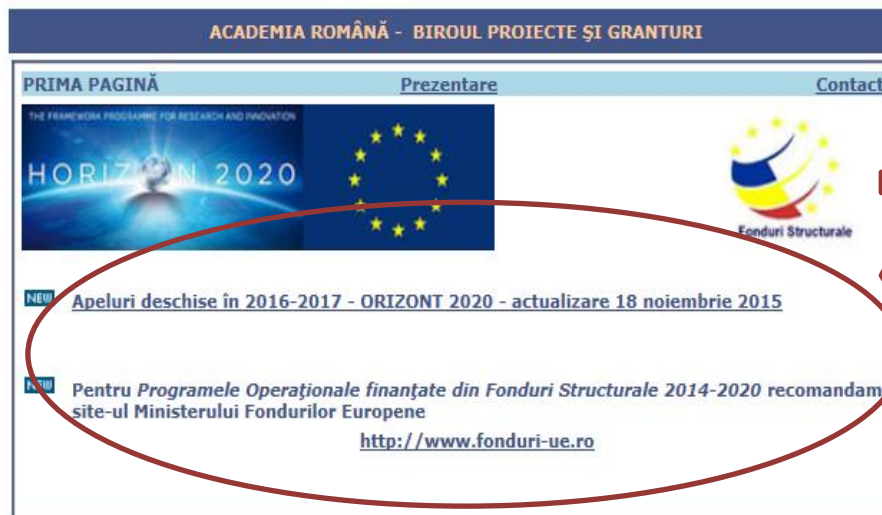 ACADEMIA ROMÂNĂ - BIROUL PROIECTE ŞI GRANTURI
PRIMA PAGINĂ Prezentare Contact
THE FRAMEWORK PROGRAMME FOR RESEARCH AND INNOVATION
HORIZON 2020
Fonduri Structurale
NEW Apeluri deschise în 2016-2017 - ORIZONT 2020 - actualizare 18 noiembrie 2015
NEW Pentru Programele Operaţionale finanţate din Fonduri Structurale 2014-2020 recomandam
site-ul Ministerului Fondurilor Europene
http://www.fonduri-ue.ro